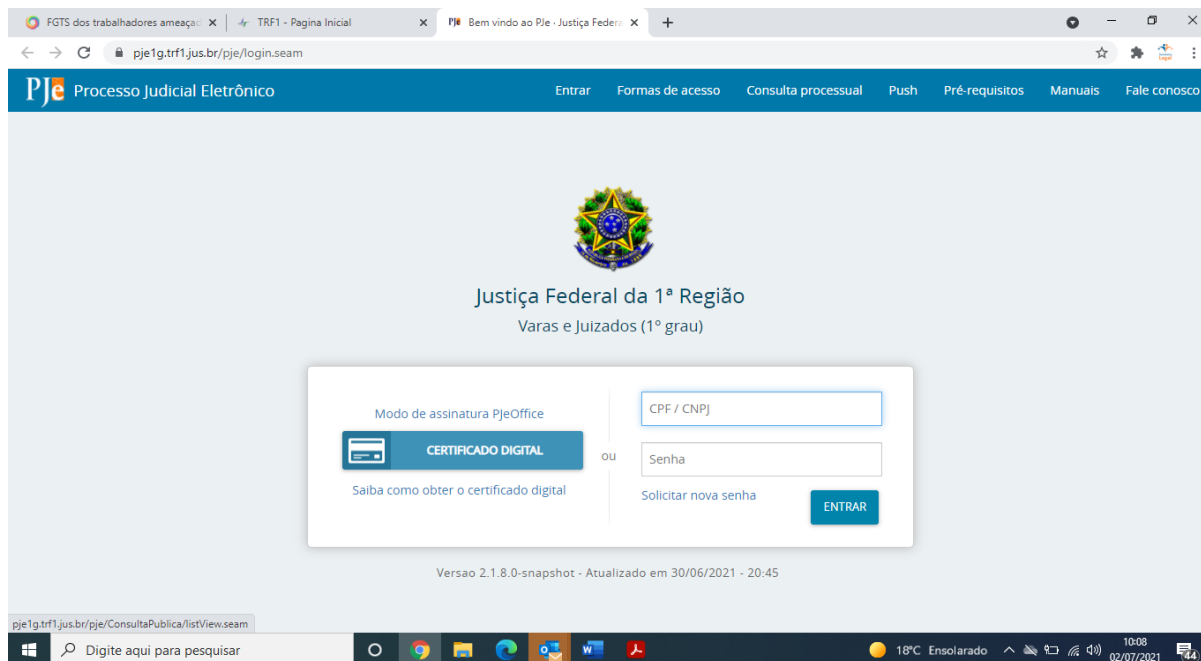 FGTS dos trabalhadores ameaçad
TRF1 - Pagina Inicial
PJe Bem vindo ao PJe · Justiça Feder
pje1g.trf1.jus.br/pje/login.seam
PJe Processo Judicial Eletrônico
Entrar Formas de acesso Consulta processual Push Pré-requisitos Manuais Fale conosco
Justiça Federal da 1ª Região
Varas e Juizados (1º grau)
Modo de assinatura PJeOffice
CERTIFICADO DIGITAL
Saiba como obter o certificado digital
ou
CPF / CNPJ
Senha
Solicitar nova senha
ENTRAR
Versao 2.1.8.0-snapshot - Atualizado em 30/06/2021 - 20:45
pje1g.trf1.jus.br/pje/ConsultaPublica/listView.seam
Digite aqui para pesquisar
18°C Ensolarado
10:08
02/07/2021
44